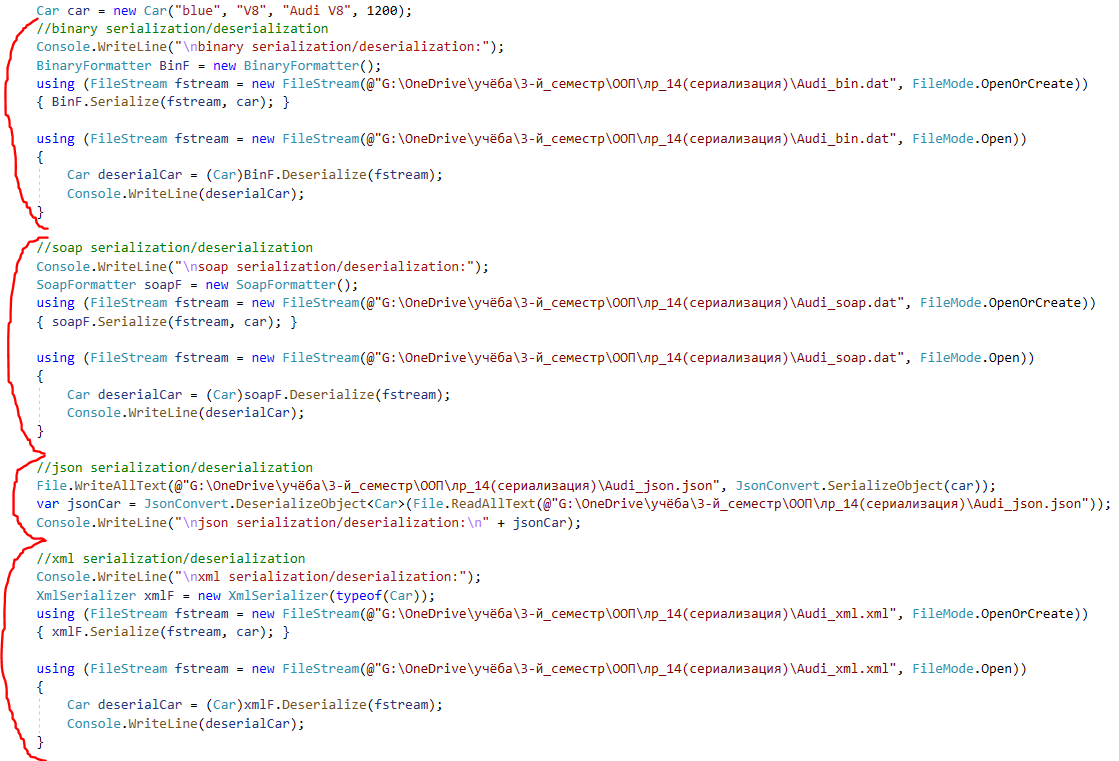 Car car = new Car("blue", "V8", "Audi V8", 1200);
//binary serialization/deserialization
Console.WriteLine("\nbinary serialization/deserialization:");
BinaryFormatter BinF = new BinaryFormatter();
using (FileStream fstream = new FileStream(@"G:\OneDrive\учёба\3-й_семестр\ООП\лр_14(сериализация)\Audi_bin.dat", FileMode.OpenOrCreate))
{ BinF.Serialize(fstream, car); }
using (FileStream fstream = new FileStream(@"G:\OneDrive\учёба\3-й_семестр\ООП\лр_14(сериализация)\Audi_bin.dat", FileMode.Open))
{
Car deserialCar = (Car)BinF.Deserialize(fstream);
Console.WriteLine(deserialCar);
}
//soap serialization/deserialization
Console.WriteLine("\nsoap serialization/deserialization:");
SoapFormatter soapF = new SoapFormatter();
using (FileStream fstream = new FileStream(@"G:\OneDrive\учёба\3-й_семестр\ООП\лр_14(сериализация)\Audi_soap.dat", FileMode.OpenOrCreate))
{ soapF.Serialize(fstream, car); }
using (FileStream fstream = new FileStream(@"G:\OneDrive\учёба\3-й_семестр\ООП\лр_14(сериализация)\Audi_soap.dat", FileMode.Open))
{
Car deserialCar = (Car)soapF.Deserialize(fstream);
Console.WriteLine(deserialCar);
}
//json serialization/deserialization
File.WriteAllText(@"G:\OneDrive\учёба\3-й_семестр\ООП\лр_14(сериализация)\Audi_json.json", JsonConvert.SerializeObject(car));
var jsonCar = JsonConvert.DeserializeObject<Car>(File.ReadAllText(@"G:\OneDrive\учёба\3-й_семестр\ООП\лр_14(сериализация)\Audi_json.json"));
Console.WriteLine("\njson serialization/deserialization:\n" + jsonCar);
//xml serialization/deserialization
Console.WriteLine("\nxml serialization/deserialization:");
XmlSerializer xmlF = new XmlSerializer(typeof(Car));
using (FileStream fstream = new FileStream(@"G:\OneDrive\учёба\3-й_семестр\ООП\лр_14(сериализация)\Audi_xml.xml", FileMode.OpenOrCreate))
{ xmlF.Serialize(fstream, car); }
using (FileStream fstream = new FileStream(@"G:\OneDrive\учёба\3-й_семестр\ООП\лр_14(сериализация)\Audi_xml.xml", FileMode.Open))
{
Car deserialCar = (Car)xmlF.Deserialize(fstream);
Console.WriteLine(deserialCar);
}